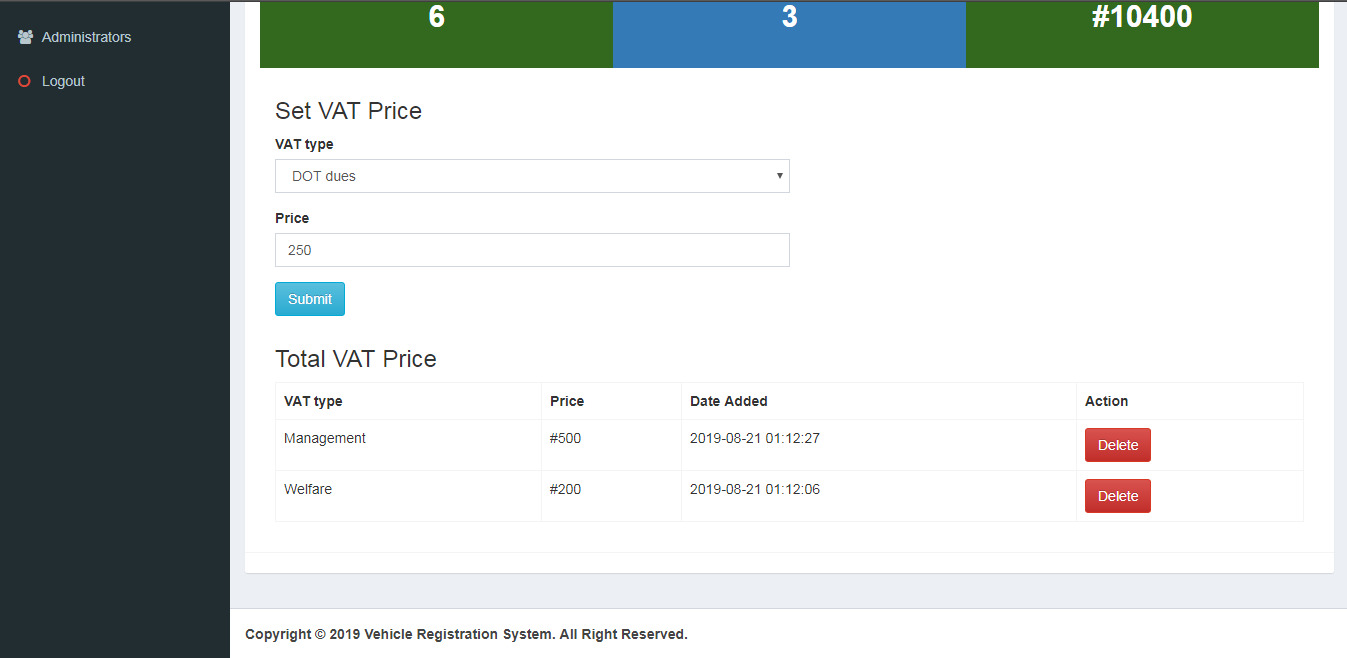 6 3 #10400
Administrators
Logout
Set VAT Price
VAT type
DOT dues
Price
250
Submit
Total VAT Price
VAT type Price Date Added Action
Management #500 2019-08-21 01:12:27 Delete
Welfare #200 2019-08-21 01:12:06 Delete
Copyright © 2019 Vehicle Registration System. All Right Reserved.